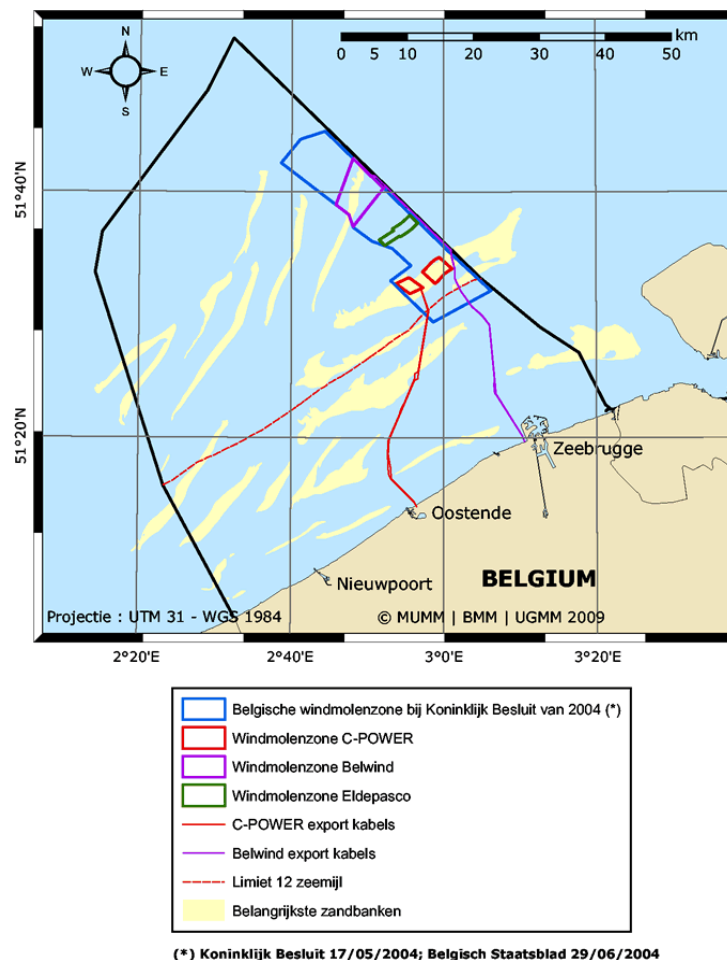 N
W E
S
km
0 5 10 20 30 40 50
51°40'N
51°20'N
Zeebrugge
Oostende
Nieuwpoort
BELGIUM
Projectie : UTM 31 - WGS 1984
© MUMM | BMM | UGMM 2009
2°20'E 2°40'E 3°0'E 3°20'E
Belgische windmolenzone bij Koninklijk Besluit van 2004 (*)
Windmolenzone C-POWER
Windmolenzone Belwind
Windmolenzone Eldepasco
C-POWER export kabels
Belwind export kabels
Limiet 12 zeemijl
Belangrijkste zandbanken
(*) Koninklijk Besluit 17/05/2004; Belgisch Staatsblad 29/06/2004